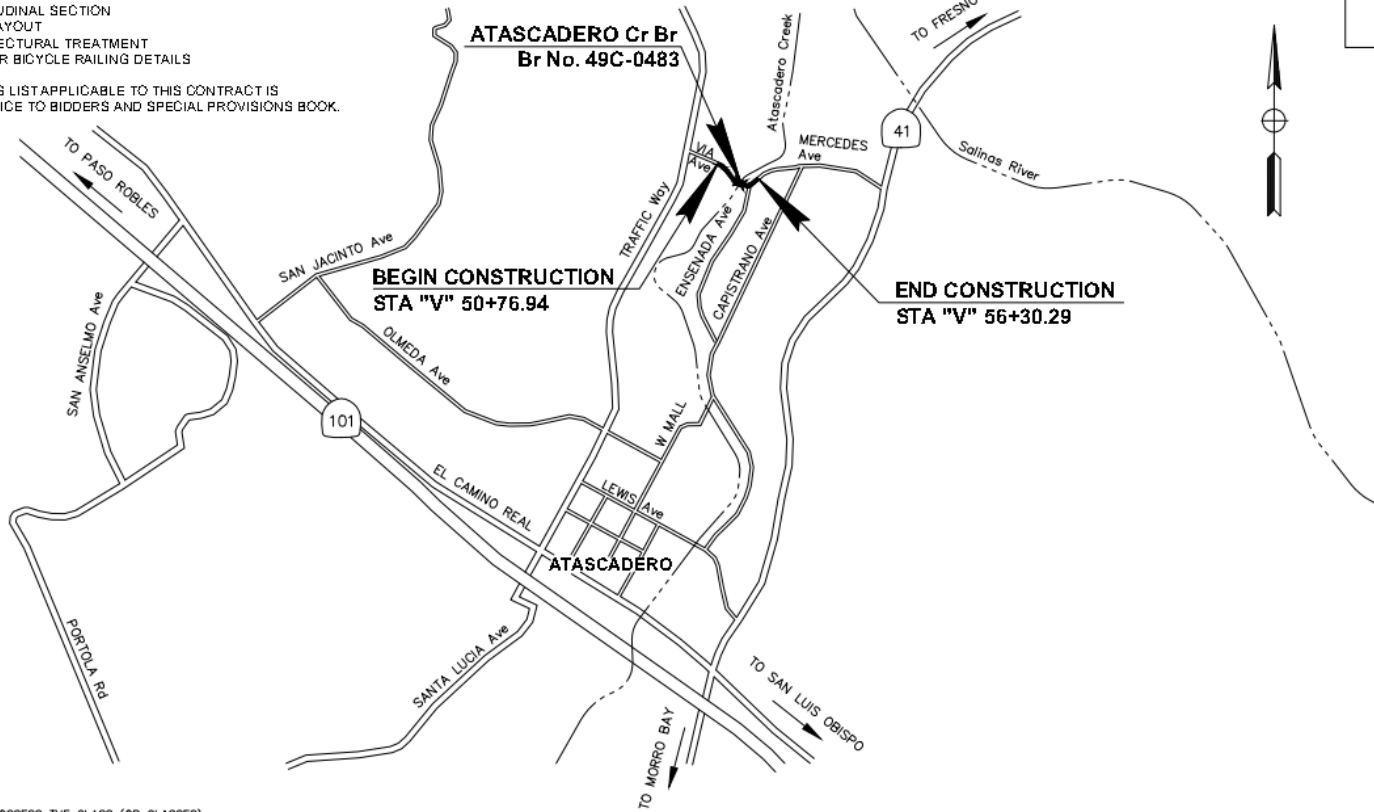 UDINAL SECTION
AYOUT
ECTURAL TREATMENT
R BICYCLE RAILING DETAILS
S LIST APPLICABLE TO THIS CONTRACT IS
ICE TO BIDDERS AND SPECIAL PROVISIONS BOOK.
ATASCADERO Cr Br
Br No. 49C-0483
Atascadero Creek
TO FRESNO
41
MERCEDES
Ave
Salinas River
TO PASO ROBLES
VIA
Ave
TRAFFIC Way
SAN JACINTO Ave
ENSENADA Ave
CAPISTRANO Ave
BEGIN CONSTRUCTION
STA "V" 50+76.94
END CONSTRUCTION
STA "V" 56+30.29
SAN ANSELMO Ave
OLMEDA Ave
101
W MALL
EL CAMINO REAL
LEWIS Ave
ATASCADERO
PORTOLA Rd
SANTA LUCIA Ave
TO SAN LUIS OBISPO
TO MORRO BAY